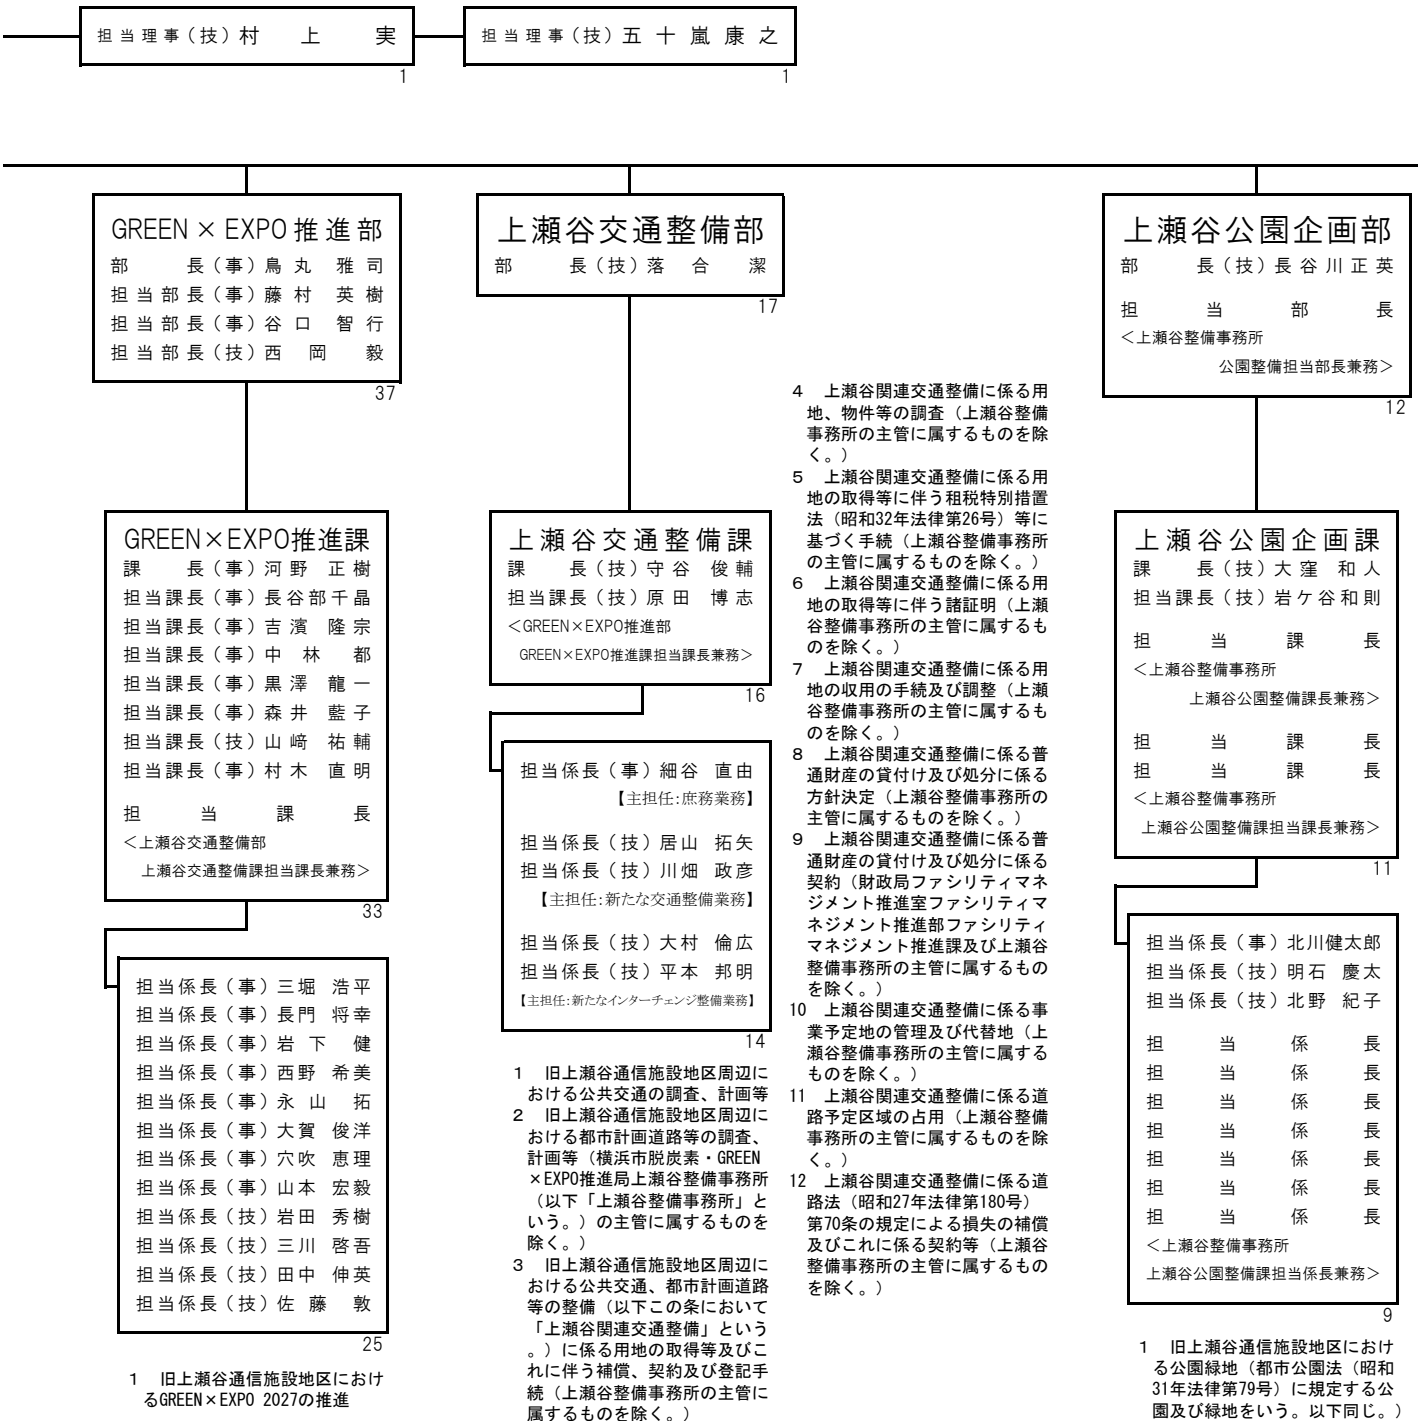 担当理事(技)村上実
1
担当理事(技)五十嵐康之
1
GREEN×EXPO推進部
部長(事)鳥丸雅司
担当部長(事)藤村英樹
担当部長(事)谷口智行
担当部長(技)西岡毅
37
GREEN×EXPO推進課
課長(事)河野正樹
担当課長(事)長谷部千晶
担当課長(事)吉濱隆宗
担当課長(事)中林都
担当課長(事)黒澤龍一
担当課長(事)森井藍子
担当課長(技)山﨑祐輔
担当課長(事)村木直明
担当課長
<上瀬谷交通整備部
上瀬谷交通整備課担当課長兼務>
33
担当係長(事)三堀浩平
担当係長(事)長門将幸
担当係長(事)岩下健
担当係長(事)西野希美
担当係長(事)永山拓
担当係長(事)大賀俊洋
担当係長(事)穴吹恵理
担当係長(事)山本宏毅
担当係長(技)岩田秀樹
担当係長(技)三川啓吾
担当係長(技)田中伸英
担当係長(技)佐藤敦
25
1 旧上瀬谷通信施設地区におけ
るGREEN×EXPO 2027の推進
上瀬谷交通整備部
部長(技)落合潔
17
上瀬谷交通整備課
課長(技)守谷俊輔
担当課長(技)原田博志
<GREEN×EXPO推進部
GREEN×EXPO推進課担当課長兼務>
16
担当係長(事)細谷直由
【主担任:庶務業務】
担当係長(技)居山拓矢
担当係長(技)川畑政彦
【主担任:新たな交通整備業務】
担当係長(技)大村倫広
担当係長(技)平本邦明
【主担任:新たなインターチェンジ整備業務】
14
1 旧上瀬谷通信施設地区周辺に
おける公共交通の調査、計画等
2 旧上瀬谷通信施設地区周辺に
おける都市計画道路等の調査、
計画等(横浜市脱炭素・GREEN
×EXPO推進局上瀬谷整備事務所
(以下「上瀬谷整備事務所」と
いう。)の主管に属するものを
除く。)
3 旧上瀬谷通信施設地区周辺に
おける公共交通、都市計画道路
等の整備(以下この条において
「上瀬谷関連交通整備」という
。)に係る用地の取得等及びこ
れに伴う補償、契約及び登記手
続(上瀬谷整備事務所の主管に
属するものを除く。)
4 上瀬谷関連交通整備に係る用
地、物件等の調査(上瀬谷整備
事務所の主管に属するものを除
く。)
5 上瀬谷関連交通整備に係る用
地の取得等に伴う租税特別措置
法(昭和32年法律第26号)等に
基づく手続(上瀬谷整備事務所
の主管に属するものを除く。)
6 上瀬谷関連交通整備に係る用
地の取得等に伴う諸証明(上瀬
谷整備事務所の主管に属するも
のを除く。)
7 上瀬谷関連交通整備に係る用
地の収用の手続及び調整(上瀬
谷整備事務所の主管に属するも
のを除く。)
8 上瀬谷関連交通整備に係る普
通財産の貸付け及び処分に係る
方針決定(上瀬谷整備事務所の
主管に属するものを除く。)
9 上瀬谷関連交通整備に係る普
通財産の貸付け及び処分に係る
契約(財政局ファシリティマネ
ジメント推進室ファシリティマ
ネジメント推進部ファシリティ
マネジメント推進課及び上瀬谷
整備事務所の主管に属するもの
を除く。)
10 上瀬谷関連交通整備に係る事
業予定地の管理及び代替地(上
瀬谷整備事務所の主管に属する
ものを除く。)
11 上瀬谷関連交通整備に係る道
路予定区域の占用(上瀬谷整備
事務所の主管に属するものを除
く。)
12 上瀬谷関連交通整備に係る道
路法(昭和27年法律第180号)
第70条の規定による損失の補償
及びこれに係る契約等(上瀬谷
整備事務所の主管に属するもの
を除く。)
上瀬谷公園企画部
部長(技)長谷川正英
担当部長
<上瀬谷整備事務所
公園整備担当部長兼務>
12
上瀬谷公園企画課
課長(技)大窪和人
担当課長(技)岩ケ谷和則
担当課長
<上瀬谷整備事務所
上瀬谷公園整備課長兼務>
担当課長
担当課長
<上瀬谷整備事務所
上瀬谷公園整備課担当課長兼務>
11
担当係長(事)北川健太郎
担当係長(技)明石慶太
担当係長(技)北野紀子
担当係長
担当係長
担当係長
担当係長
担当係長
担当係長
担当係長
<上瀬谷整備事務所
上瀬谷公園整備課担当係長兼務>
9
1 旧上瀬谷通信施設地区におけ
る公園緑地(都市公園法(昭和
31年法律第79号)に規定する公
園及び緑地をいう。以下同じ。)